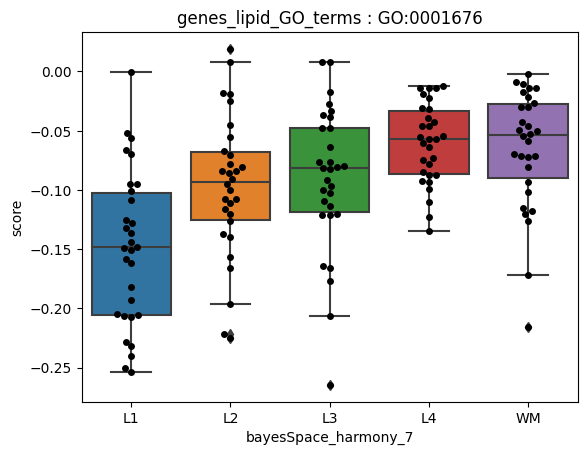 genes_lipid_GO_terms : GO:0001676
0.00
−0.05
−0.10
−0.15
−0.20
−0.25
score
L1 L2 L3 L4 WM
bayesSpace_harmony_7